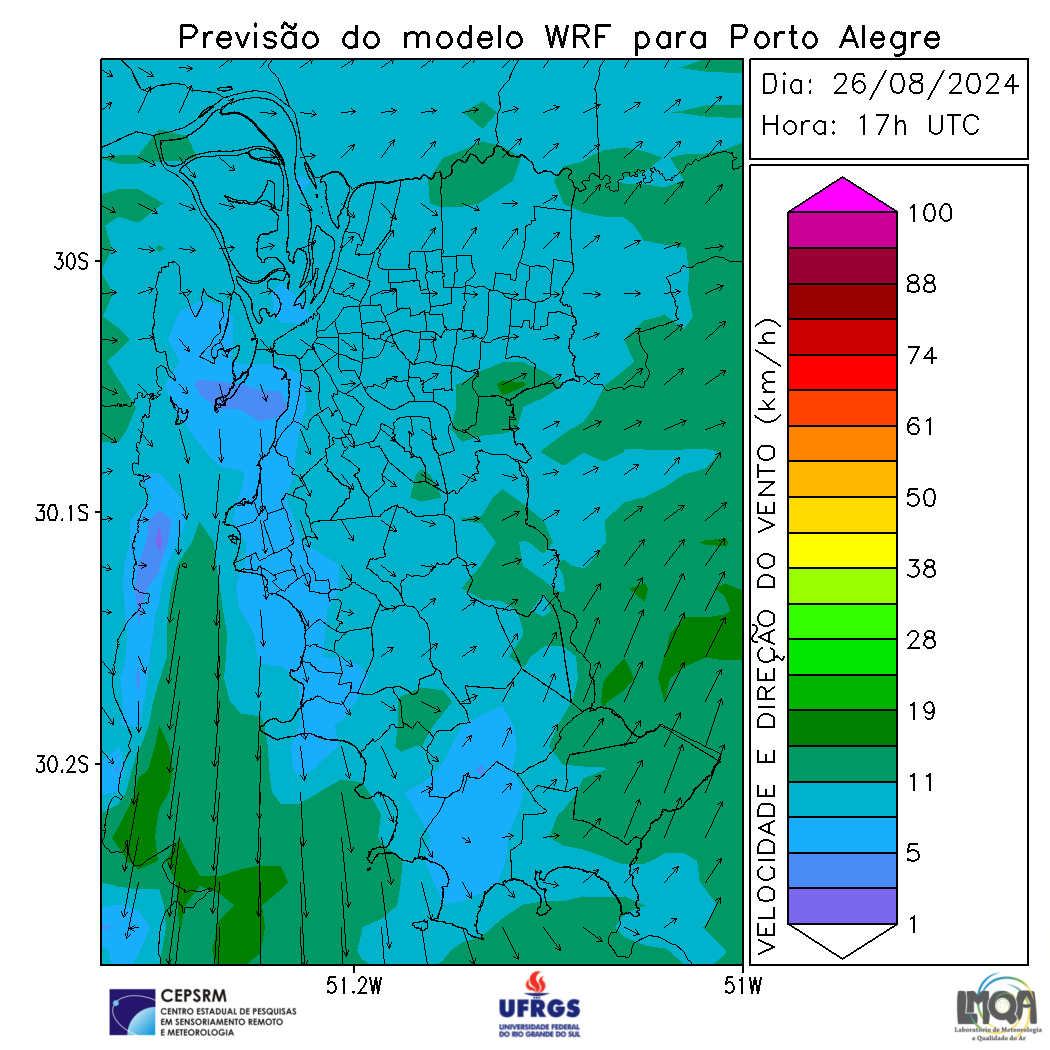 Previsão do modelo WRF para Porto Alegre
Dia: 26/08/2024
Hora: 17h UTC
30S
30.1S
30.2S
51.2W
51W
VELOCIDADE E DIREÇÃO DO VENTO (km/h)
100
88
74
61
50
38
28
19
11
5
1
CEPSRM
CENTRO ESTADUAL DE PESQUISAS
EM SENSORIAMENTO REMOTO
E METEOROLOGIA
UFRGS
UNIVERSIDADE FEDERAL
DO RIO GRANDE DO SUL
LMQA
Laboratório de Meteorologia
e Qualidade do Ar